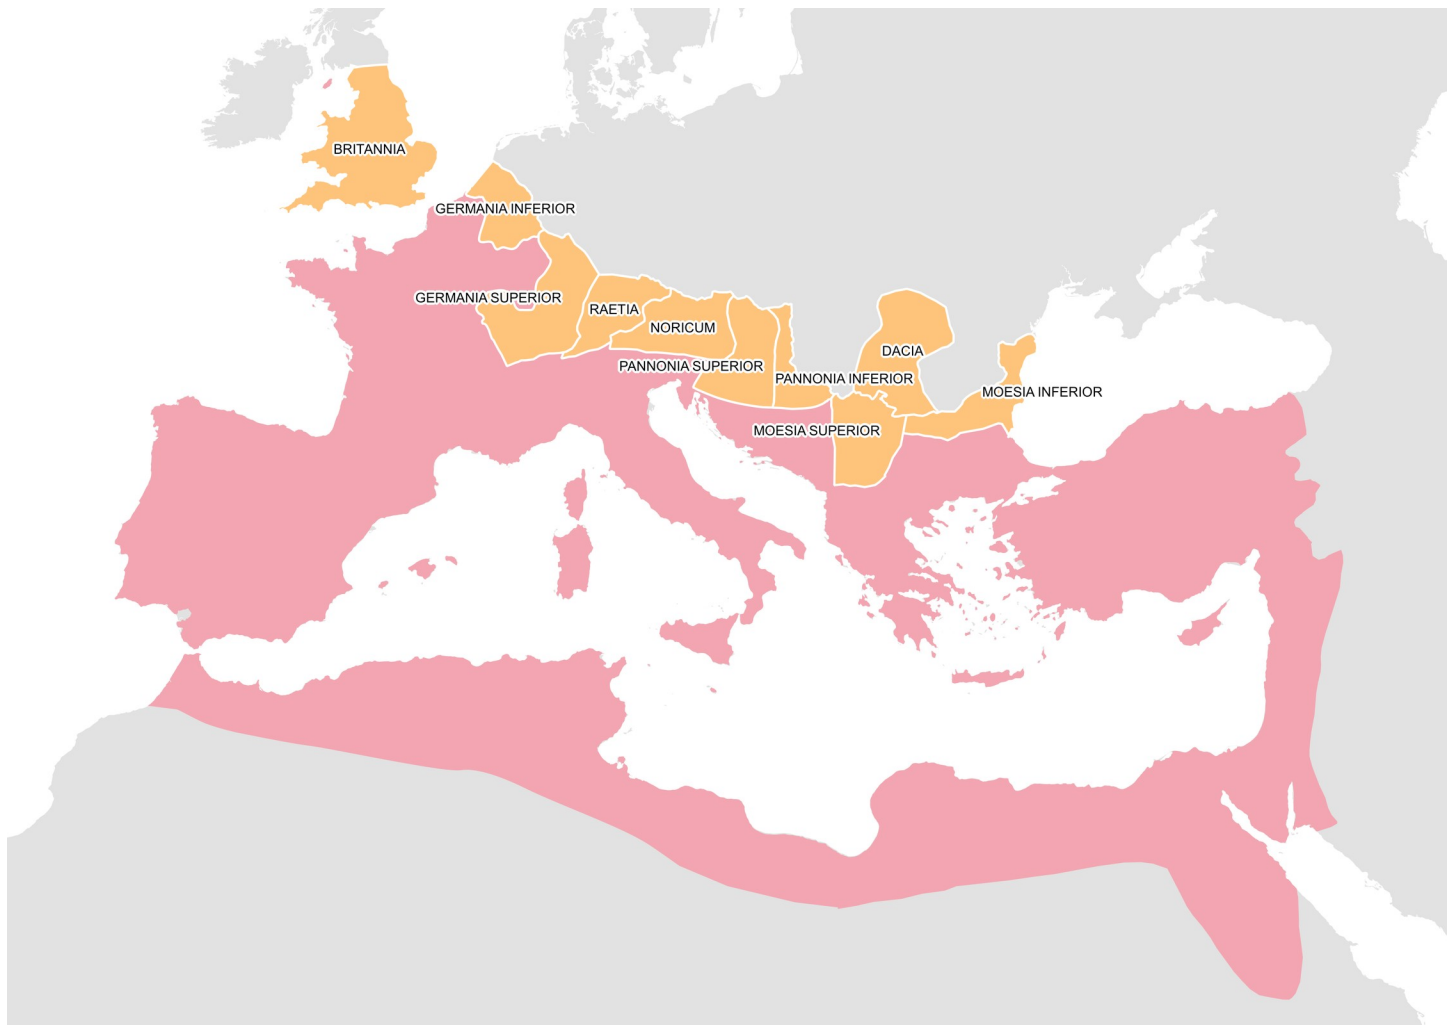 BRITANNIA
GERMANIA INFERIOR
GERMANIA SUPERIOR
RAETIA
NORICUM
DACIA
PANNONIA SUPERIOR
PANNONIA INFERIOR
MOESIA INFERIOR
MOESIA SUPERIOR